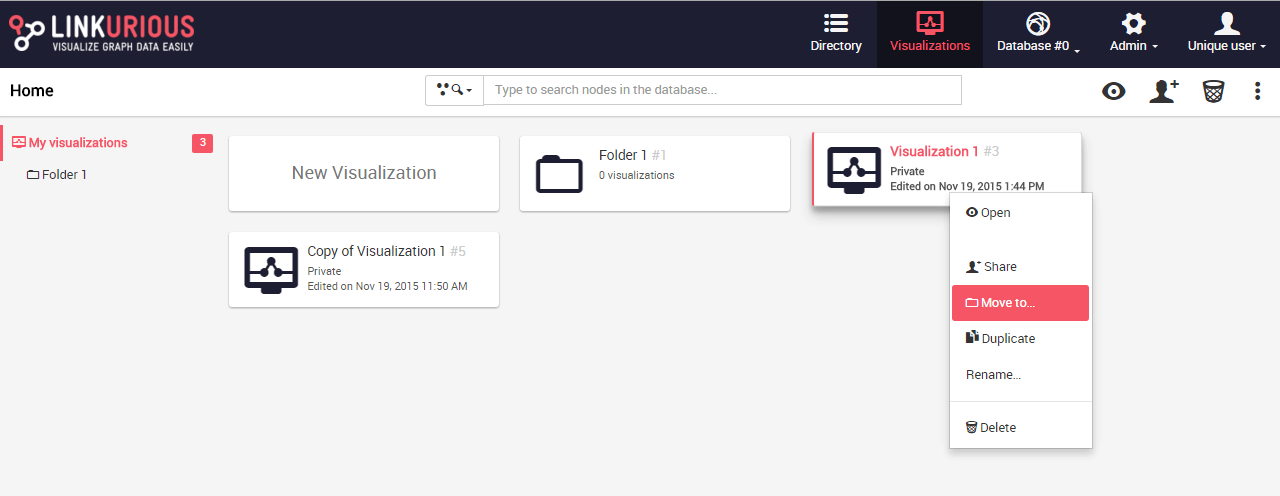 LINKURIOUS
VISUALIZE GRAPH DATA EASILY
Directory
Visualizations
Database #0
Admin
Unique user
Home
Type to search nodes in the database...
My visualizations
3
Folder 1
New Visualization
Folder 1 #1
0 visualizations
Visualization 1 #3
Private
Edited on Nov 19, 2015 1:44 PM
Copy of Visualization 1 #5
Private
Edited on Nov 19, 2015 11:50 AM
Open
Share
Move to...
Duplicate
Rename...
Delete